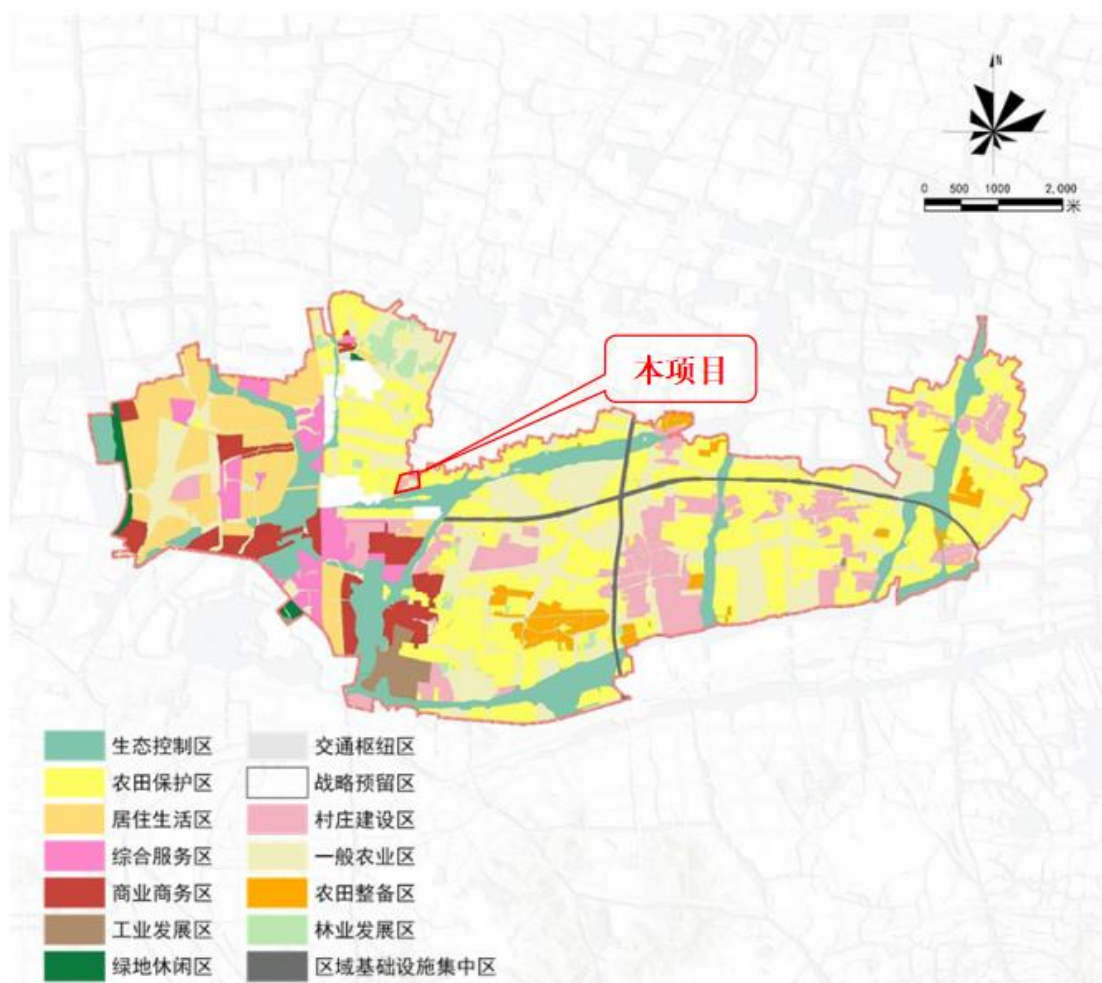 N
0 500 1000 2,000
米
本项目
生态控制区 交通枢纽区
农田保护区 战略预留区
居住生活区 村庄建设区
综合服务区 一般农业区
商业商务区 农田整备区
工业发展区 林业发展区
绿地休闲区 区域基础设施集中区